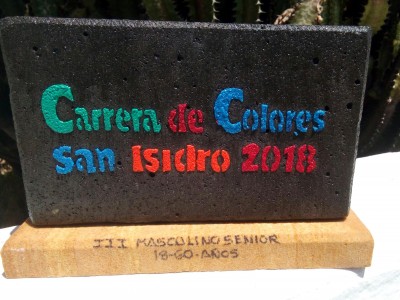 Carrera de Colores
San Isidro 2018
III MASCULINO SENIOR
18-60 AÑOS